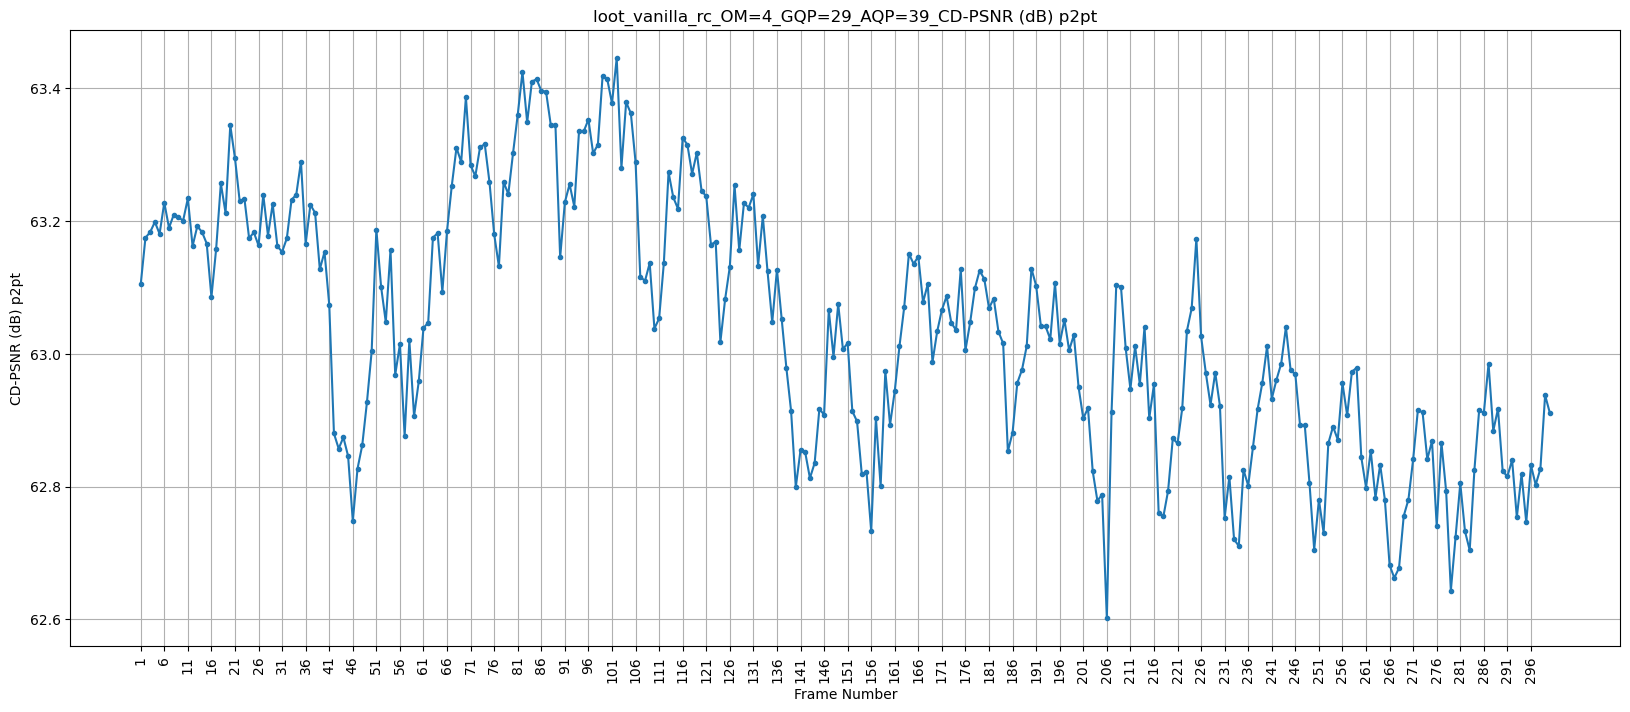 loot_vanilla_rc_OM=4_GQP=29_AQP=39_CD-PSNR (dB) p2pt
CD-PSNR (dB) p2pt
63.4
63.2
63.0
62.8
62.6
1 6 11 16 21 26 31 36 41 46 51 56 61 66 71 76 81 86 91 96 101 106 111 116 121 126 131 136 141 146 151 156 161 166 171 176 181 186 191 196 201 206 211 216 221 226 231 236 241 246 251 256 261 266 271 276 281 286 291 296
Frame Number